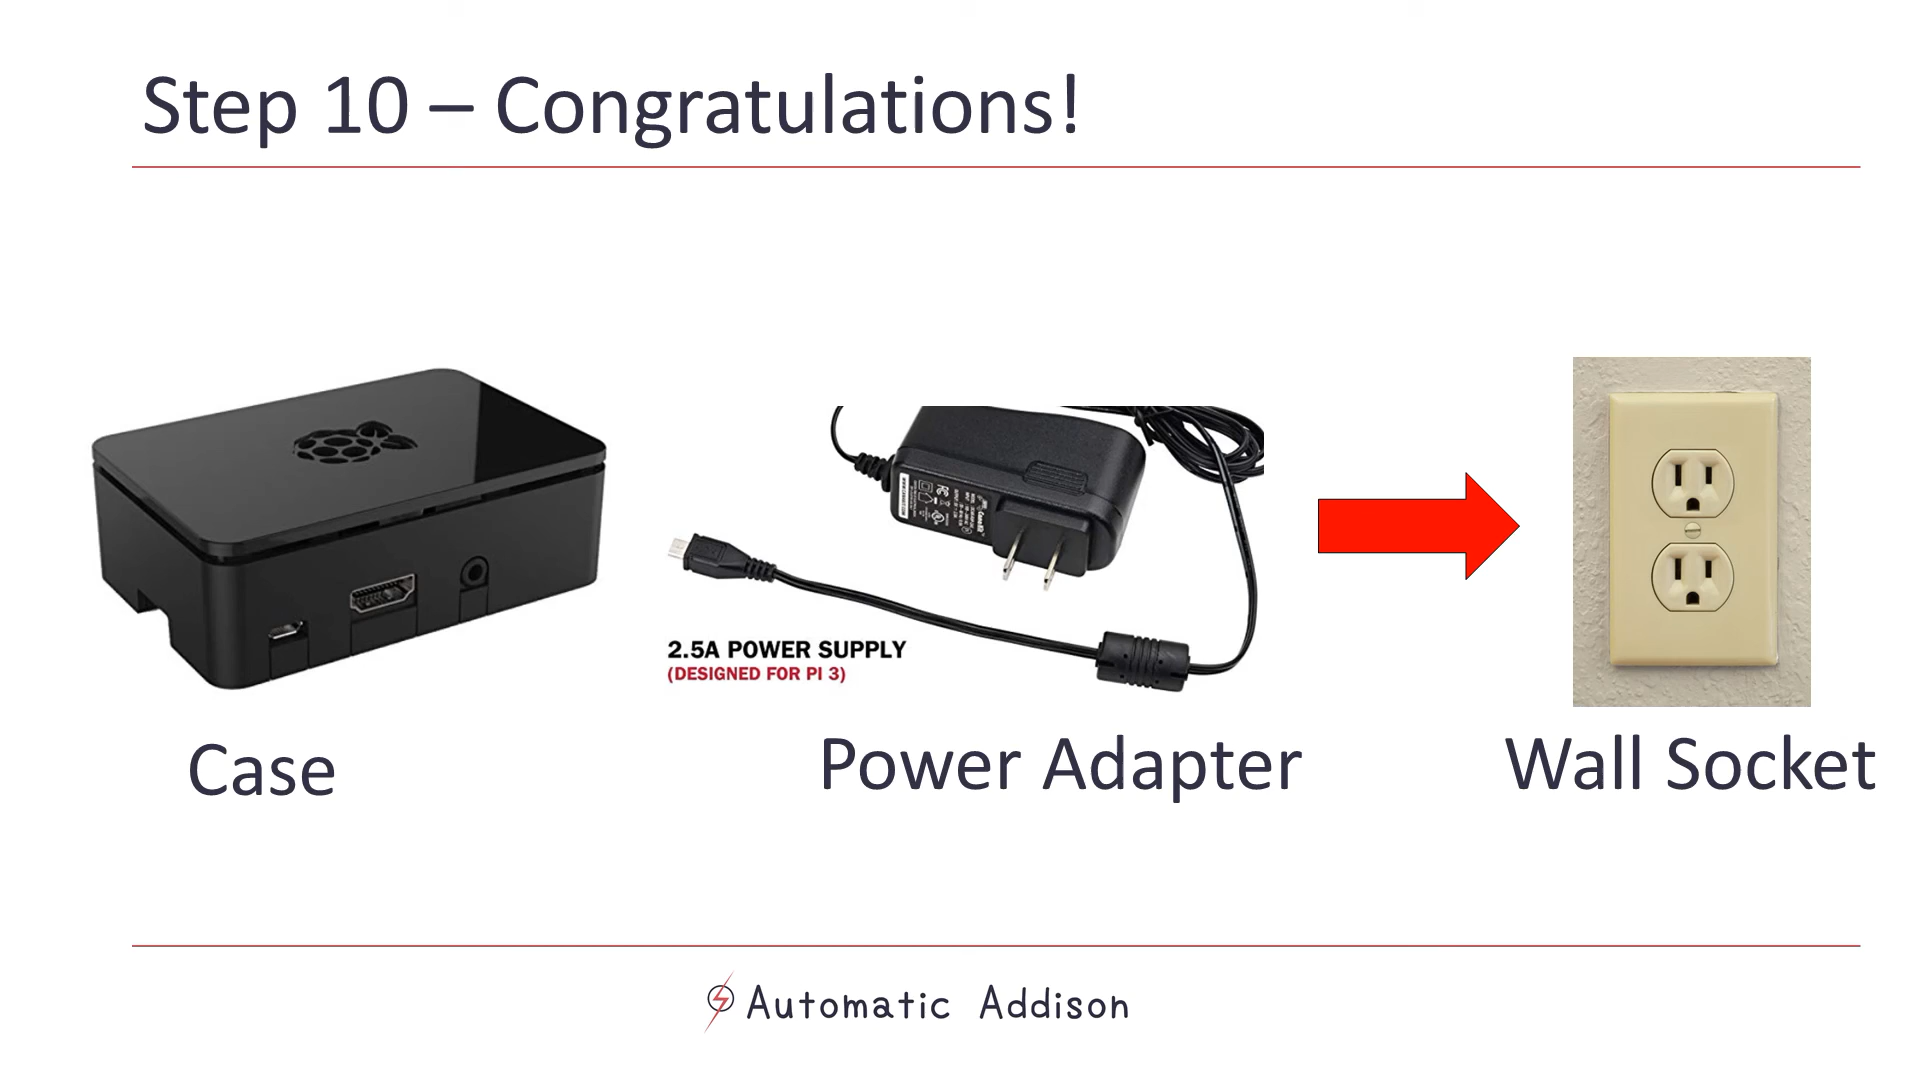 Step 10 – Congratulations!
2.5A POWER SUPPLY
(DESIGNED FOR PI 3)
Case
Power Adapter
Wall Socket
Automatic Addison